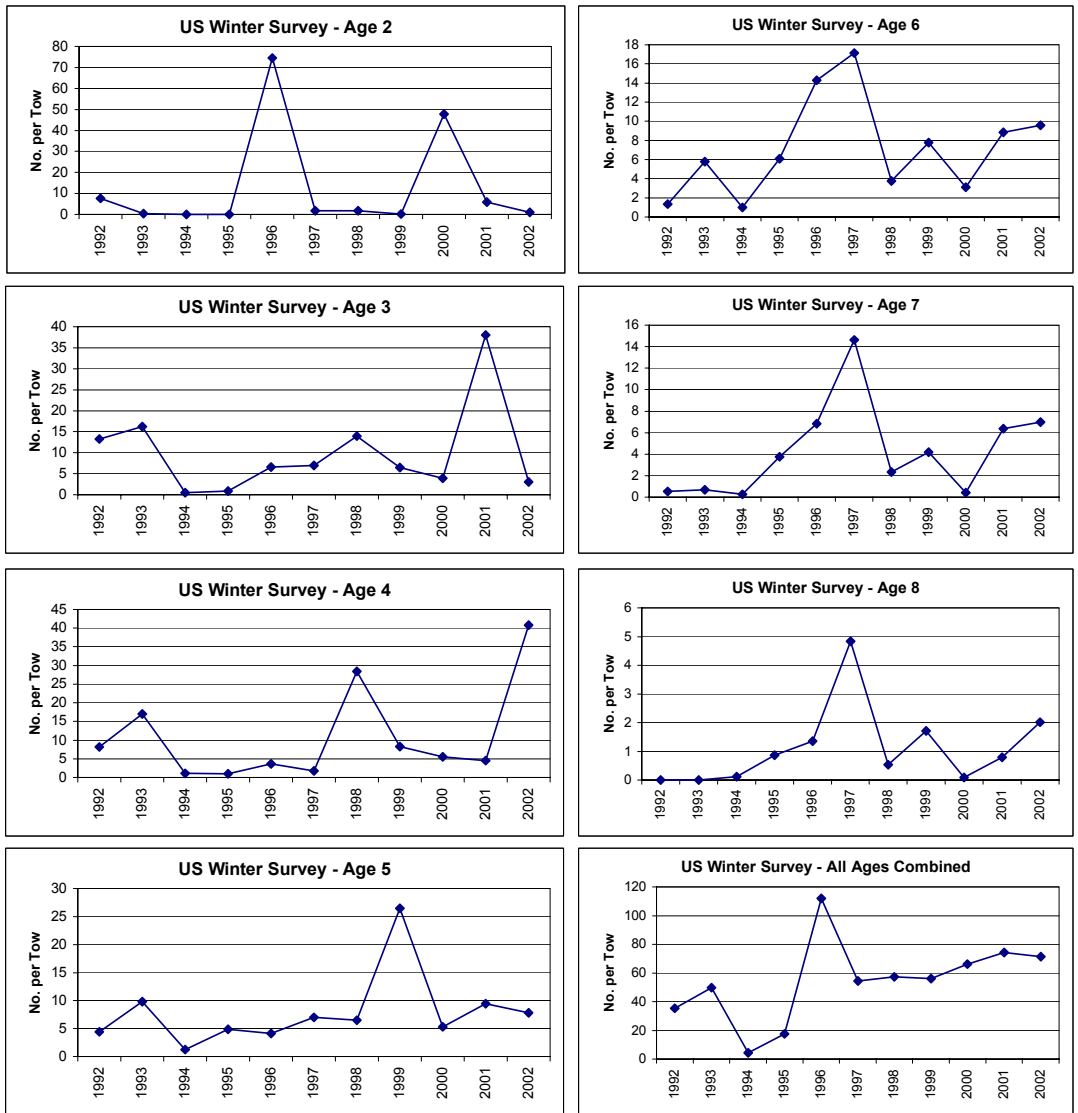 US Winter Survey - Age 2
No. per Tow
80
70
60
50
40
30
20
10
0
1992 1993 1994 1995 1996 1997 1998 1999 2000 2001 2002
US Winter Survey - Age 6
No. per Tow
18
16
14
12
10
8
6
4
2
0
1992 1993 1994 1995 1996 1997 1998 1999 2000 2001 2002
US Winter Survey - Age 3
No. per Tow
40
35
30
25
20
15
10
5
0
1992 1993 1994 1995 1996 1997 1998 1999 2000 2001 2002
US Winter Survey - Age 7
No. per Tow
16
14
12
10
8
6
4
2
0
1992 1993 1994 1995 1996 1997 1998 1999 2000 2001 2002
US Winter Survey - Age 4
No. per Tow
45
40
35
30
25
20
15
10
5
0
1992 1993 1994 1995 1996 1997 1998 1999 2000 2001 2002
US Winter Survey - Age 8
No. per Tow
6
5
4
3
2
1
0
1992 1993 1994 1995 1996 1997 1998 1999 2000 2001 2002
US Winter Survey - Age 5
No. per Tow
30
25
20
15
10
5
0
1992 1993 1994 1995 1996 1997 1998 1999 2000 2001 2002
US Winter Survey - All Ages Combined
No. per Tow
120
100
80
60
40
20
0
1992 1993 1994 1995 1996 1997 1998 1999 2000 2001 2002